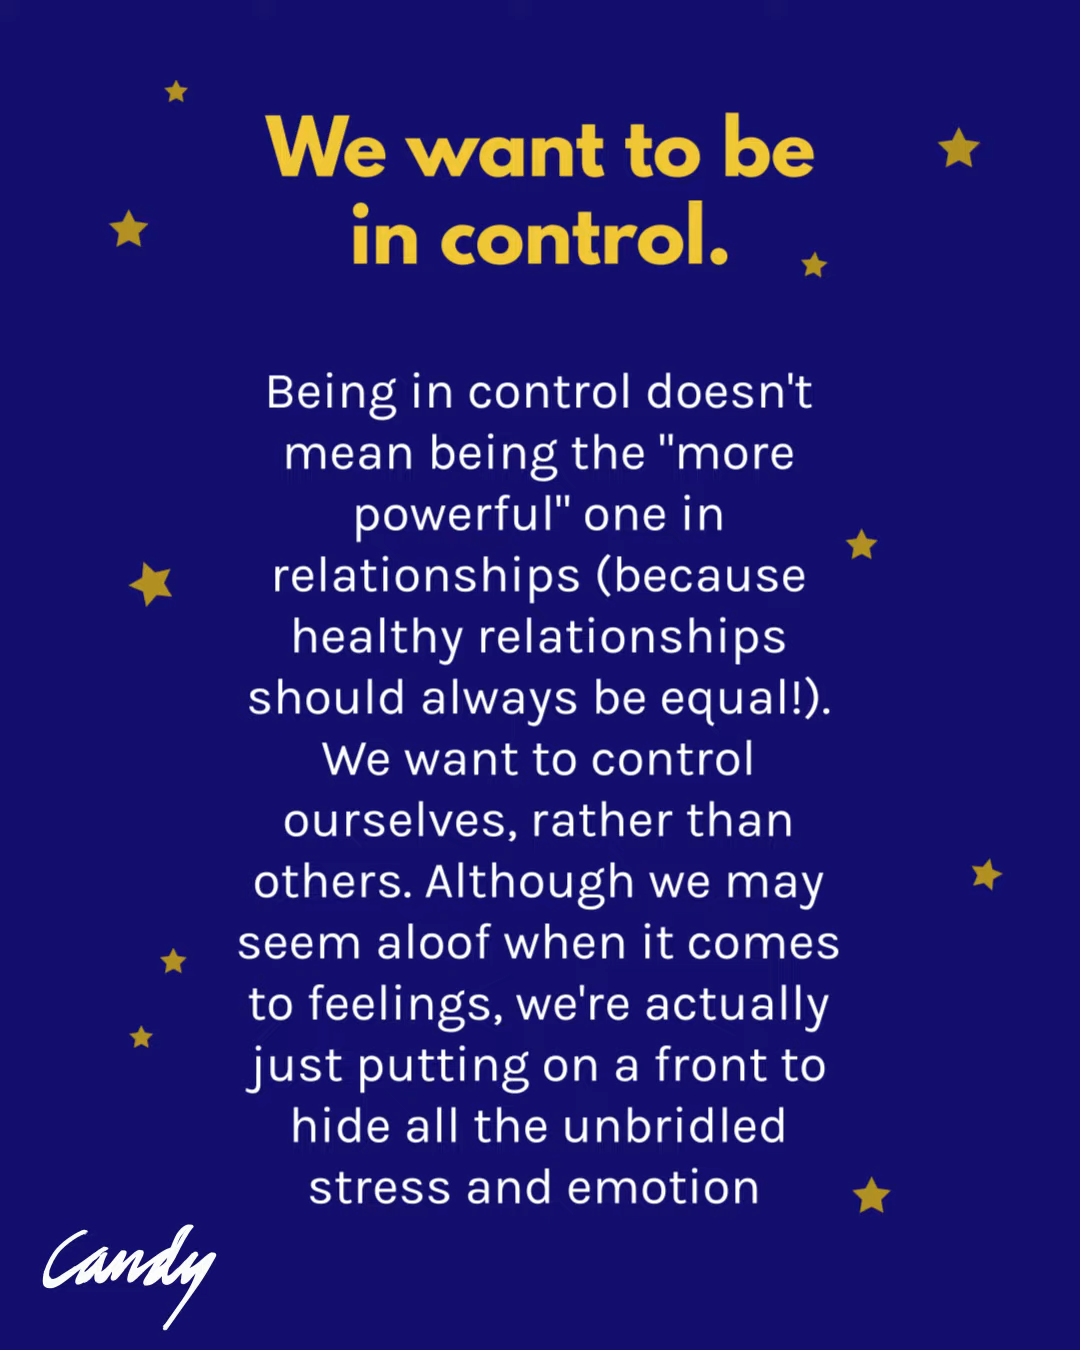 We want to be
in control.
Being in control doesn't
mean being the "more
powerful" one in
relationships (because
healthy relationships
should always be equal!).
We want to control
ourselves, rather than
others. Although we may
seem aloof when it comes
to feelings, we're actually
just putting on a front to
hide all the unbridled
stress and emotion
Candy